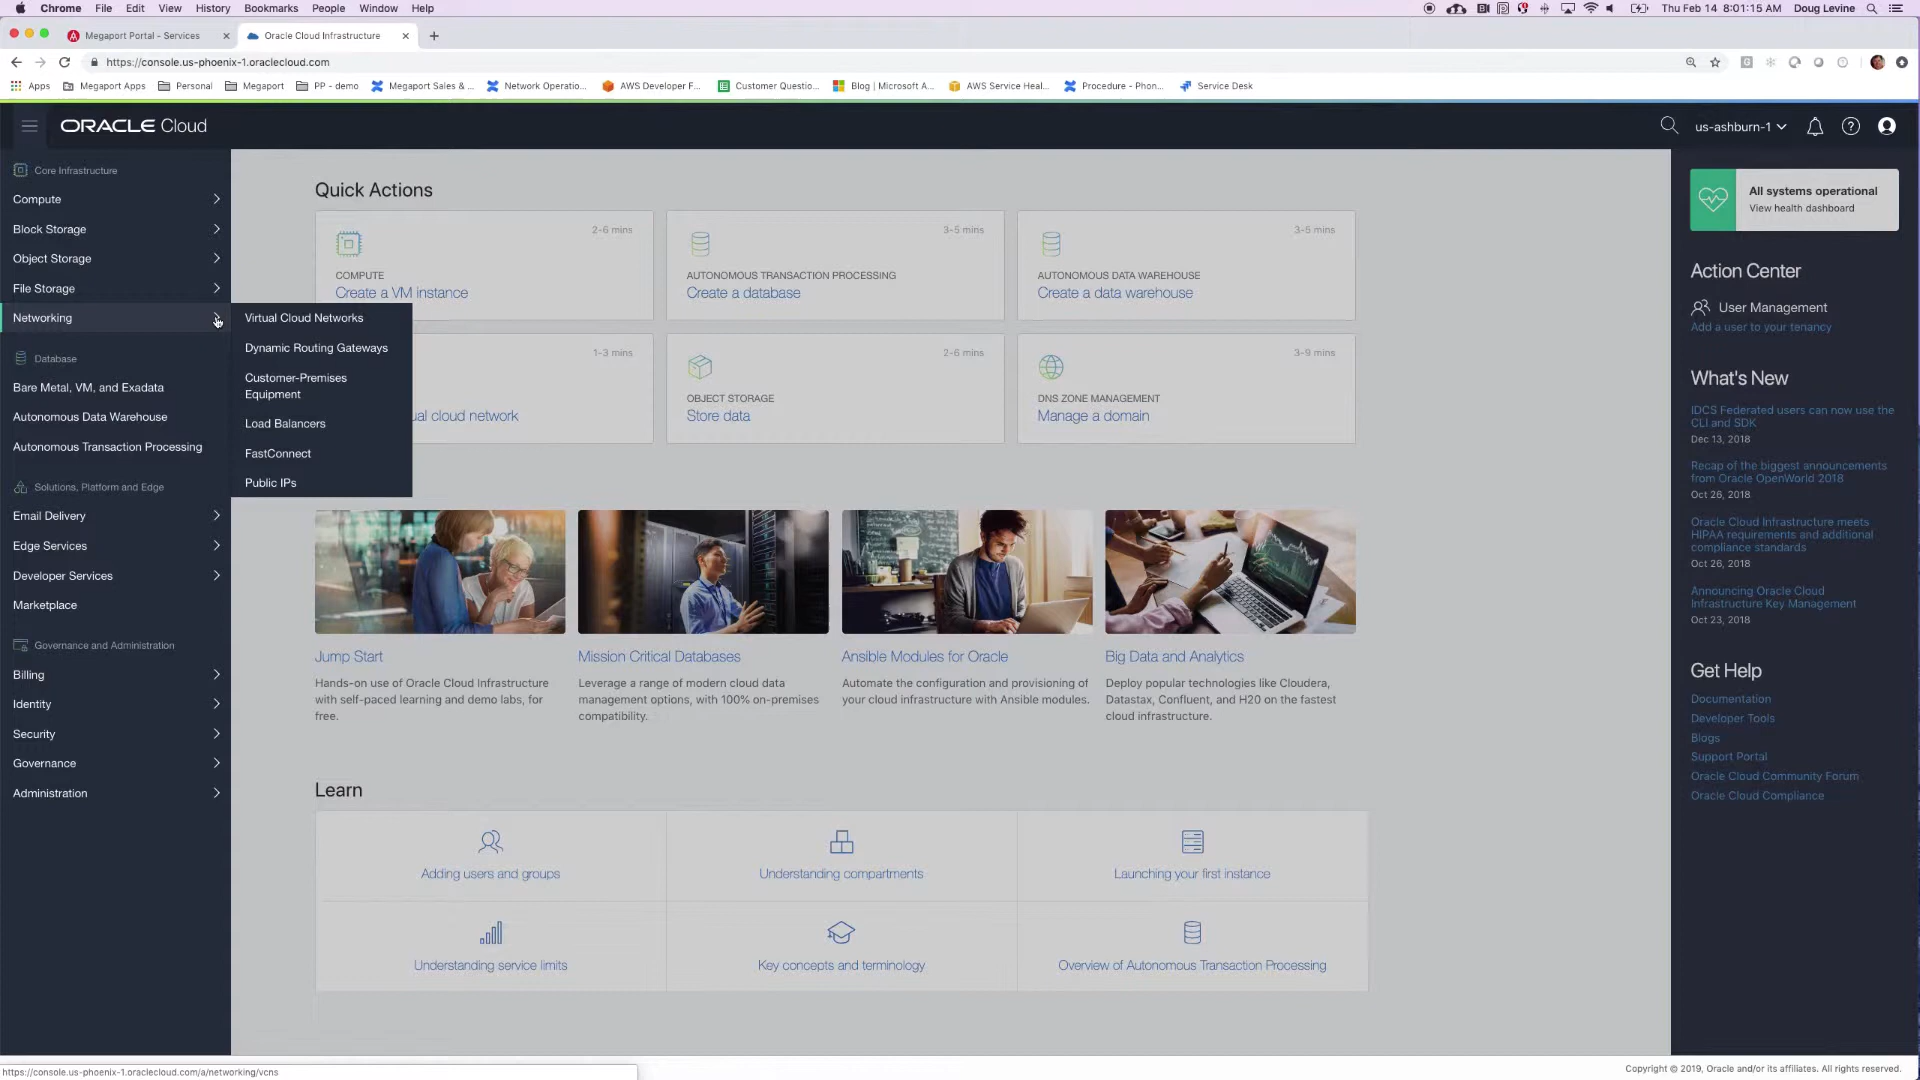 Chrome File Edit View History Bookmarks People Window Help
Thu Feb 14 8:01:15 AM Doug Levine
Megaport Portal - Services
Oracle Cloud Infrastructure
https://console.us-phoenix-1.oraclecloud.com
Apps Megaport Apps Personal Megaport PP - demo Megaport Sales & ... Network Operatio... AWS Developer F... Customer Questio... Blog | Microsoft A... AWS Service Heal... Procedure - Phon... Service Desk
ORACLE Cloud
us-ashburn-1
Core Infrastructure
Compute
Block Storage
Object Storage
File Storage
Networking
Database
Bare Metal, VM, and Exadata
Autonomous Data Warehouse
Autonomous Transaction Processing
Solutions, Platform and Edge
Email Delivery
Edge Services
Developer Services
Marketplace
Governance and Administration
Billing
Identity
Security
Governance
Administration
Virtual Cloud Networks
Dynamic Routing Gateways
Customer-Premises
Equipment
Load Balancers
FastConnect
Public IPs
Quick Actions
2-6 mins
COMPUTE
Create a VM instance
3-5 mins
AUTONOMOUS TRANSACTION PROCESSING
Create a database
3-5 mins
AUTONOMOUS DATA WAREHOUSE
Create a data warehouse
1-3 mins
ual cloud network
2-6 mins
OBJECT STORAGE
Store data
3-9 mins
DNS ZONE MANAGEMENT
Manage a domain
Jump Start
Hands-on use of Oracle Cloud Infrastructure
with self-paced learning and demo labs, for
free.
Mission Critical Databases
Leverage a range of modern cloud data
management options, with 100% on-premises
compatibility.
Ansible Modules for Oracle
Automate the configuration and provisioning of
your cloud infrastructure with Ansible modules.
Big Data and Analytics
Deploy popular technologies like Cloudera,
Datastax, Confluent, and H20 on the fastest
cloud infrastructure.
Learn
Adding users and groups
Understanding compartments
Launching your first instance
Understanding service limits
Key concepts and terminology
Overview of Autonomous Transaction Processing
All systems operational
View health dashboard
Action Center
User Management
Add a user to your tenancy
What's New
IDCS Federated users can now use the
CLI and SDK
Dec 13, 2018
Recap of the biggest announcements
from Oracle OpenWorld 2018
Oct 26, 2018
Oracle Cloud Infrastructure meets
HIPAA requirements and additional
compliance standards
Oct 26, 2018
Announcing Oracle Cloud
Infrastructure Key Management
Oct 23, 2018
Get Help
Documentation
Developer Tools
Blogs
Support Portal
Oracle Cloud Community Forum
Oracle Cloud Compliance
https://console.us-phoenix-1.oraclecloud.com/a/networking/vcns
Copyright © 2019, Oracle and/or its affiliates. All rights reserved.